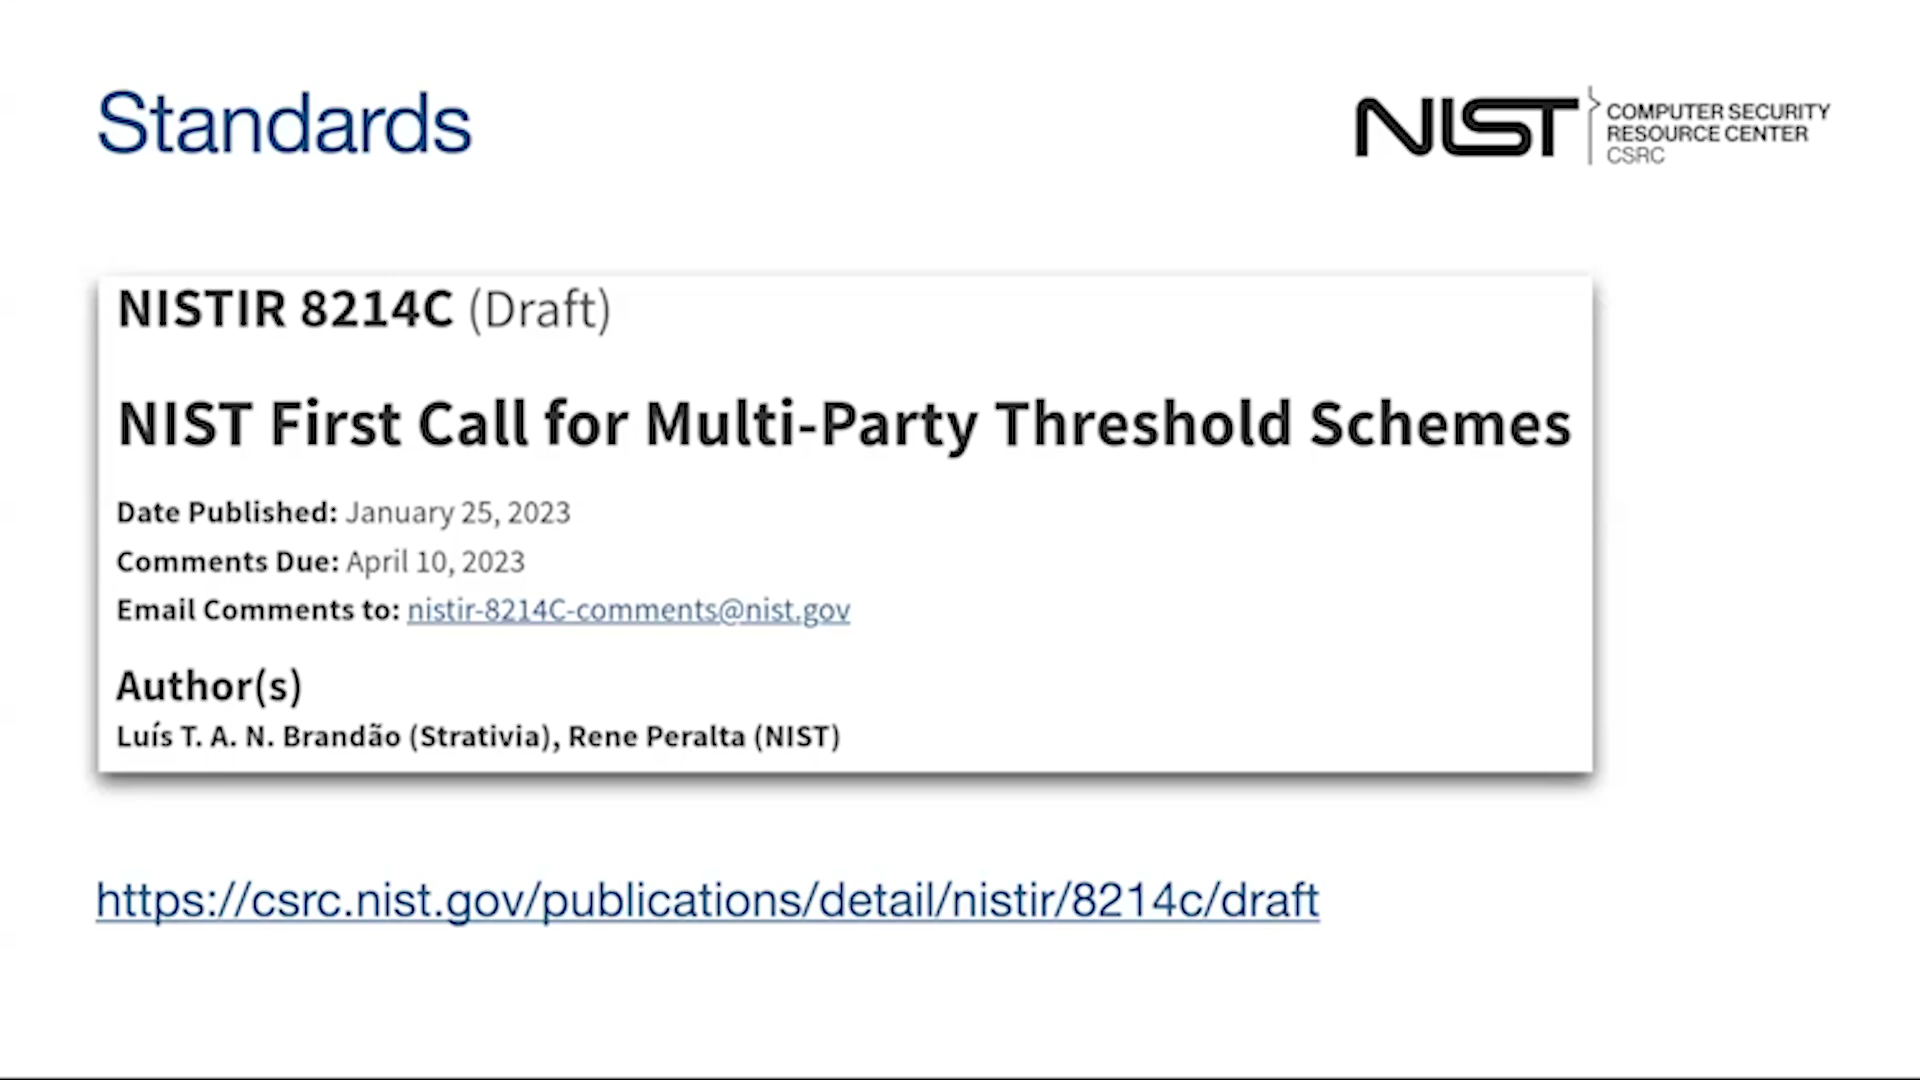 Standards
NIST
COMPUTER SECURITY
RESOURCE CENTER
CSRC
NISTIR 8214C (Draft)
NIST First Call for Multi-Party Threshold Schemes
Date Published: January 25, 2023
Comments Due: April 10, 2023
Email Comments to: nistir-8214C-comments@nist.gov
Author(s)
Luís T. A. N. Brandão (Strativia), Rene Peralta (NIST)
https://csrc.nist.gov/publications/detail/nistir/8214c/draft